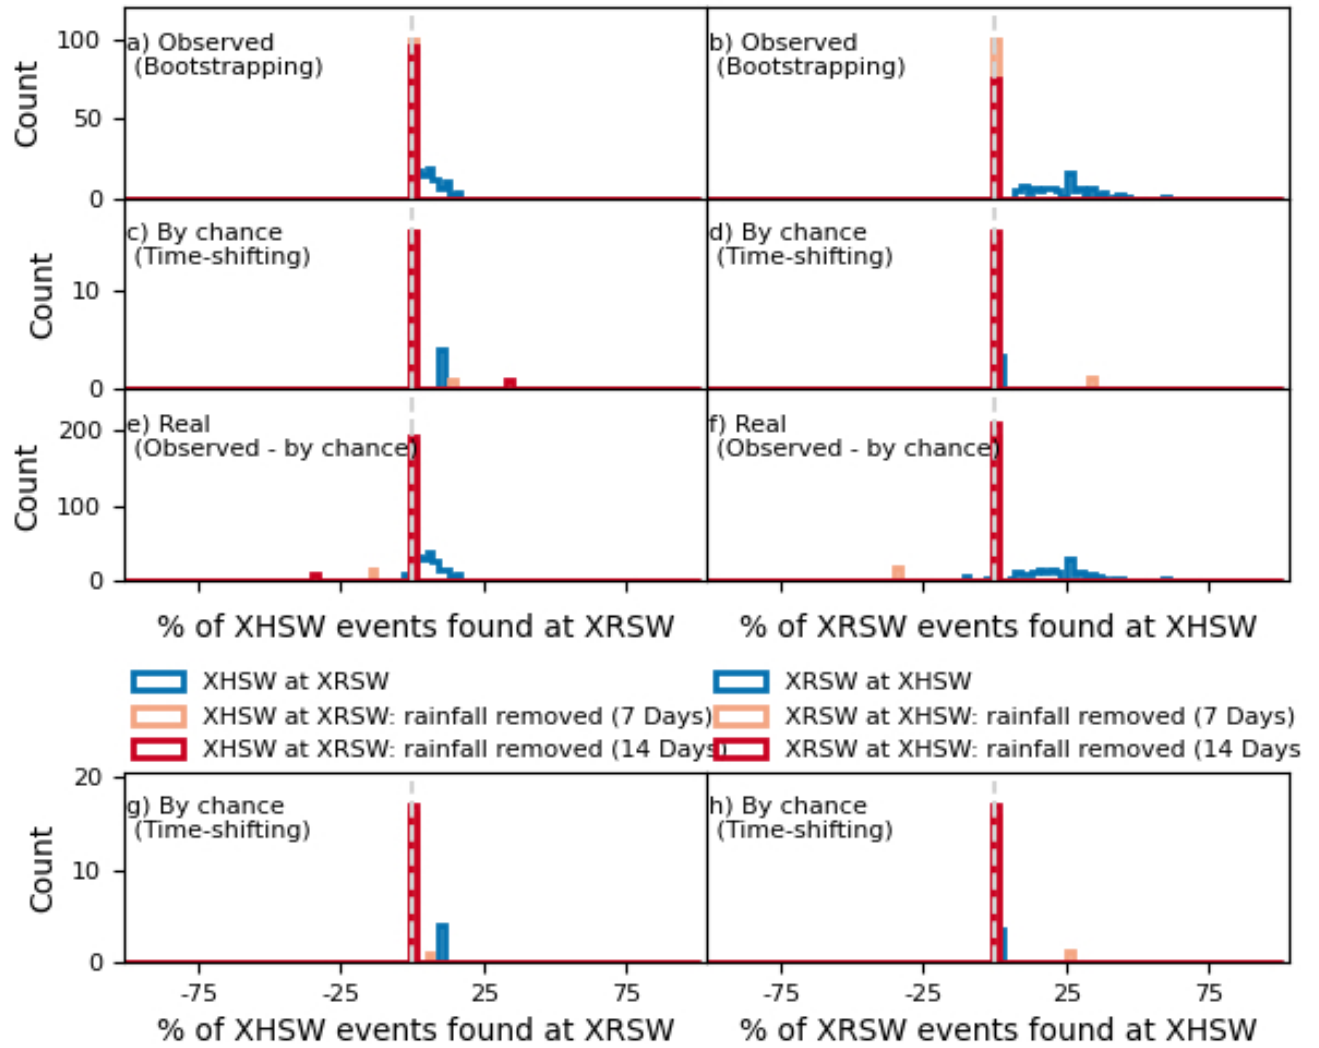 a) Observed
(Bootstrapping)
b) Observed
(Bootstrapping)
Count
100
50
0
c) By chance
(Time-shifting)
d) By chance
(Time-shifting)
Count
10
0
e) Real
(Observed - by chance)
f) Real
(Observed - by chance)
Count
200
100
0
% of XHSW events found at XRSW
% of XRSW events found at XHSW
XHSW at XRSW
XHSW at XRSW: rainfall removed (7 Days)
XHSW at XRSW: rainfall removed (14 Days)
XRSW at XHSW
XRSW at XHSW: rainfall removed (7 Days)
XRSW at XHSW: rainfall removed (14 Days
g) By chance
(Time-shifting)
h) By chance
(Time-shifting)
Count
20
10
0
-75 -25 25 75
-75 -25 25 75
% of XHSW events found at XRSW
% of XRSW events found at XHSW